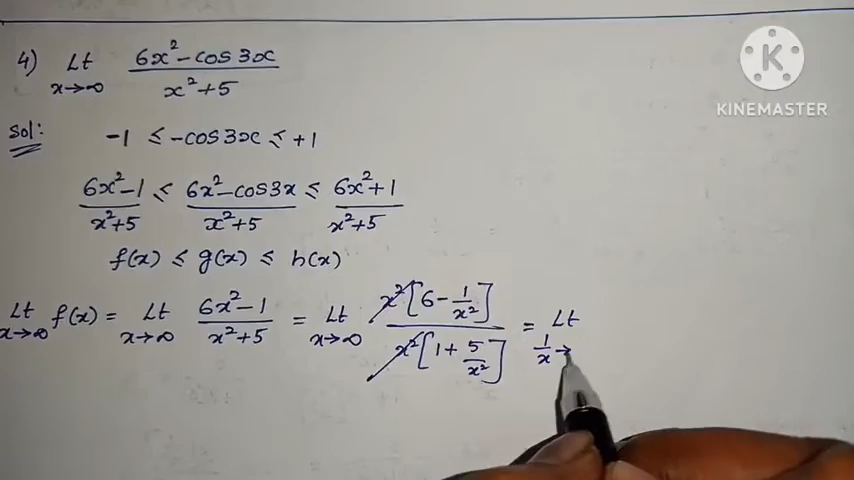 4) Lt x→∞ 6x² - cos 3x / x² + 5
K
KINEMASTER
Sol: -1 ≤ -cos 3x ≤ +1
6x² - 1 / x² + 5 ≤ 6x² - cos 3x / x² + 5 ≤ 6x² + 1 / x² + 5
f(x) ≤ g(x) ≤ h(x)
Lt x→∞ f(x) = Lt x→∞ 6x² - 1 / x² + 5 = Lt x→∞ x²[6 - 1/x²] / x²[1 + 5/x²] = Lt 1/x →